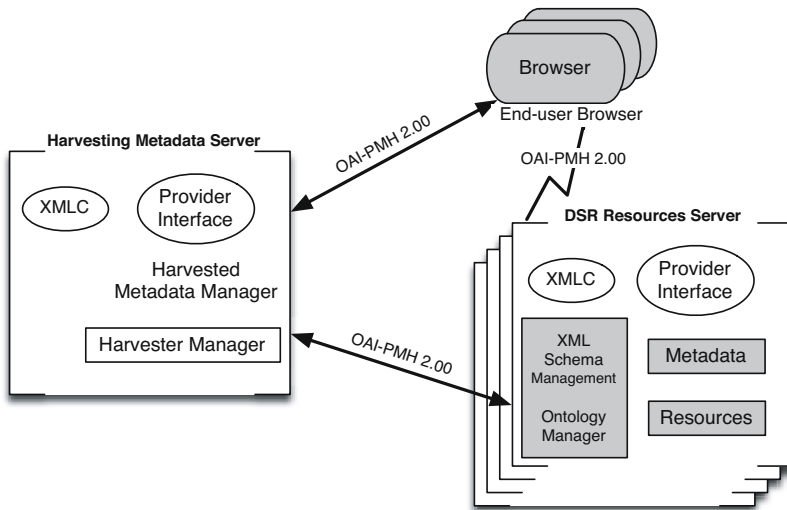 Browser
End-user Browser
OAI-PMH 2.00
OAI-PMH 2.00
Harvesting Metadata Server
XMLC
Provider
Interface
Harvested
Metadata Manager
Harvester Manager
OAI-PMH 2.00
DSR Resources Server
XMLC
Provider
Interface
XML
Schema
Management
Ontology
Manager
Metadata
Resources